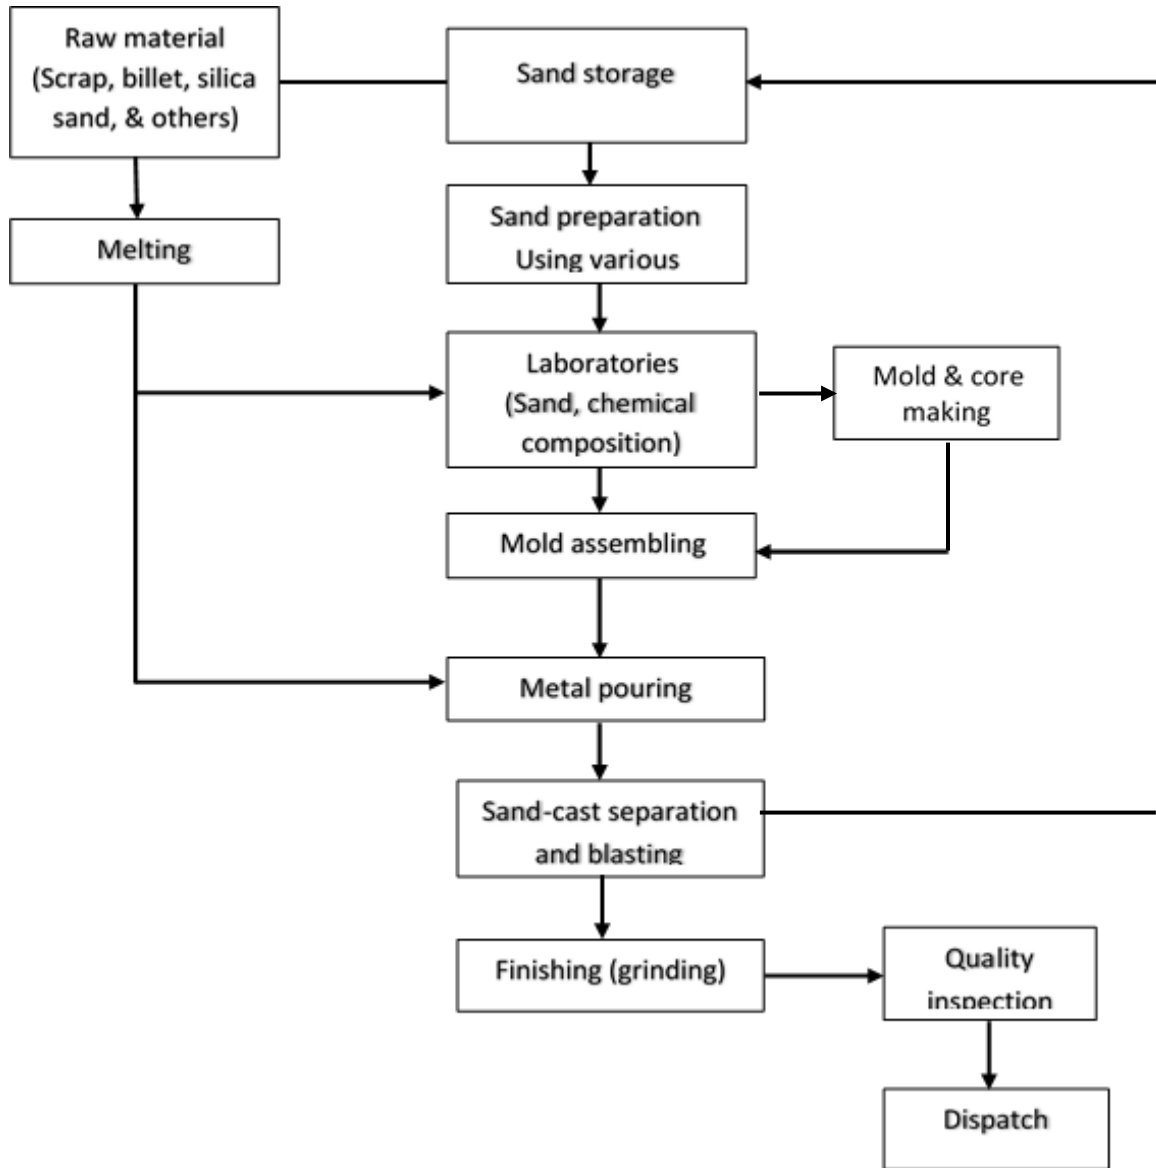 Raw material
(Scrap, billet, silica
sand, & others)
Sand storage
Sand preparation
Using various
Melting
Laboratories
(Sand, chemical
composition)
Mold & core
making
Mold assembling
Metal pouring
Sand-cast separation
and blasting
Finishing (grinding)
Quality
inspection
Dispatch